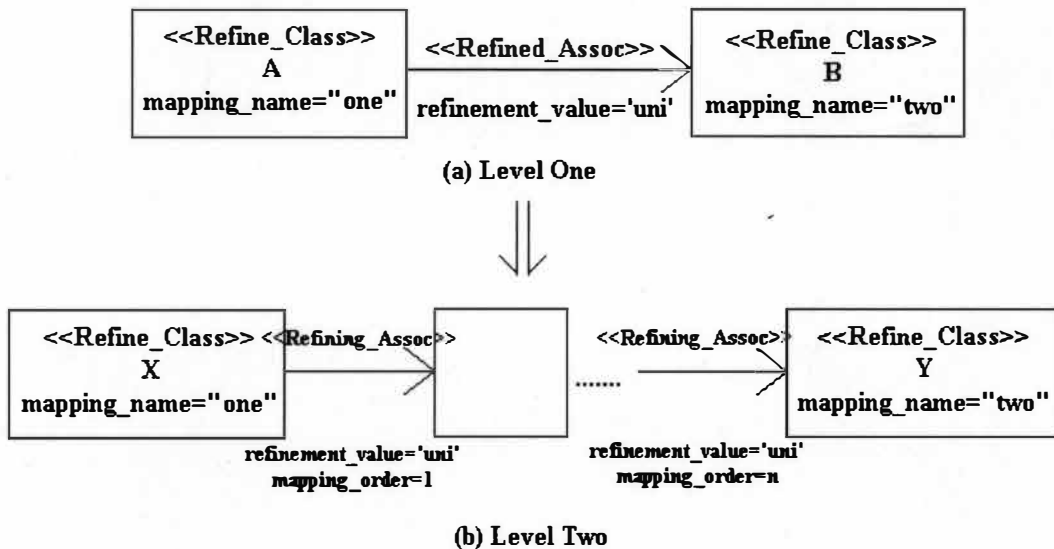 <<Refine_Class>>
A
mapping_name="one"
<<Refined_Assoc>>
refinement_value='uni'
<<Refine_Class>>
B
mapping_name="two"
(a) Level One
<<Refine_Class>>
X
mapping_name="one"
<<Refining_Assoc>>
refinement_value='uni'
mapping_order=1
.......
<<Refining_Assoc>>
refinement_value='uni'
mapping_order=n
<<Refine_Class>>
Y
mapping_name="two"
(b) Level Two